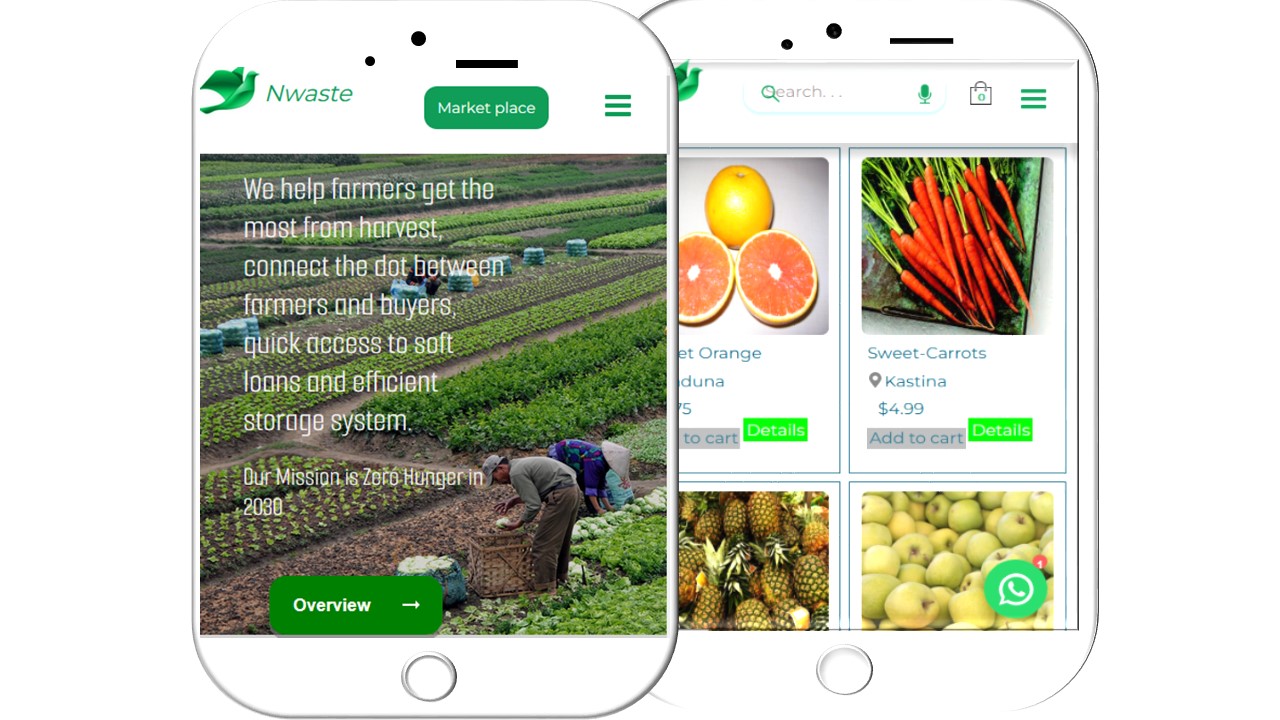 Nwaste
Market place
We help farmers get the
most from harvest,
connect the dot between
farmers and buyers,
quick access to soft
loans and efficient
storage system.
Our Mission is Zero Hunger in
2030
Overview
Search. . .
0
et Orange
duna
75
to cart
Details
Sweet-Carrots
Kastina
$4.99
Add to cart
Details
1